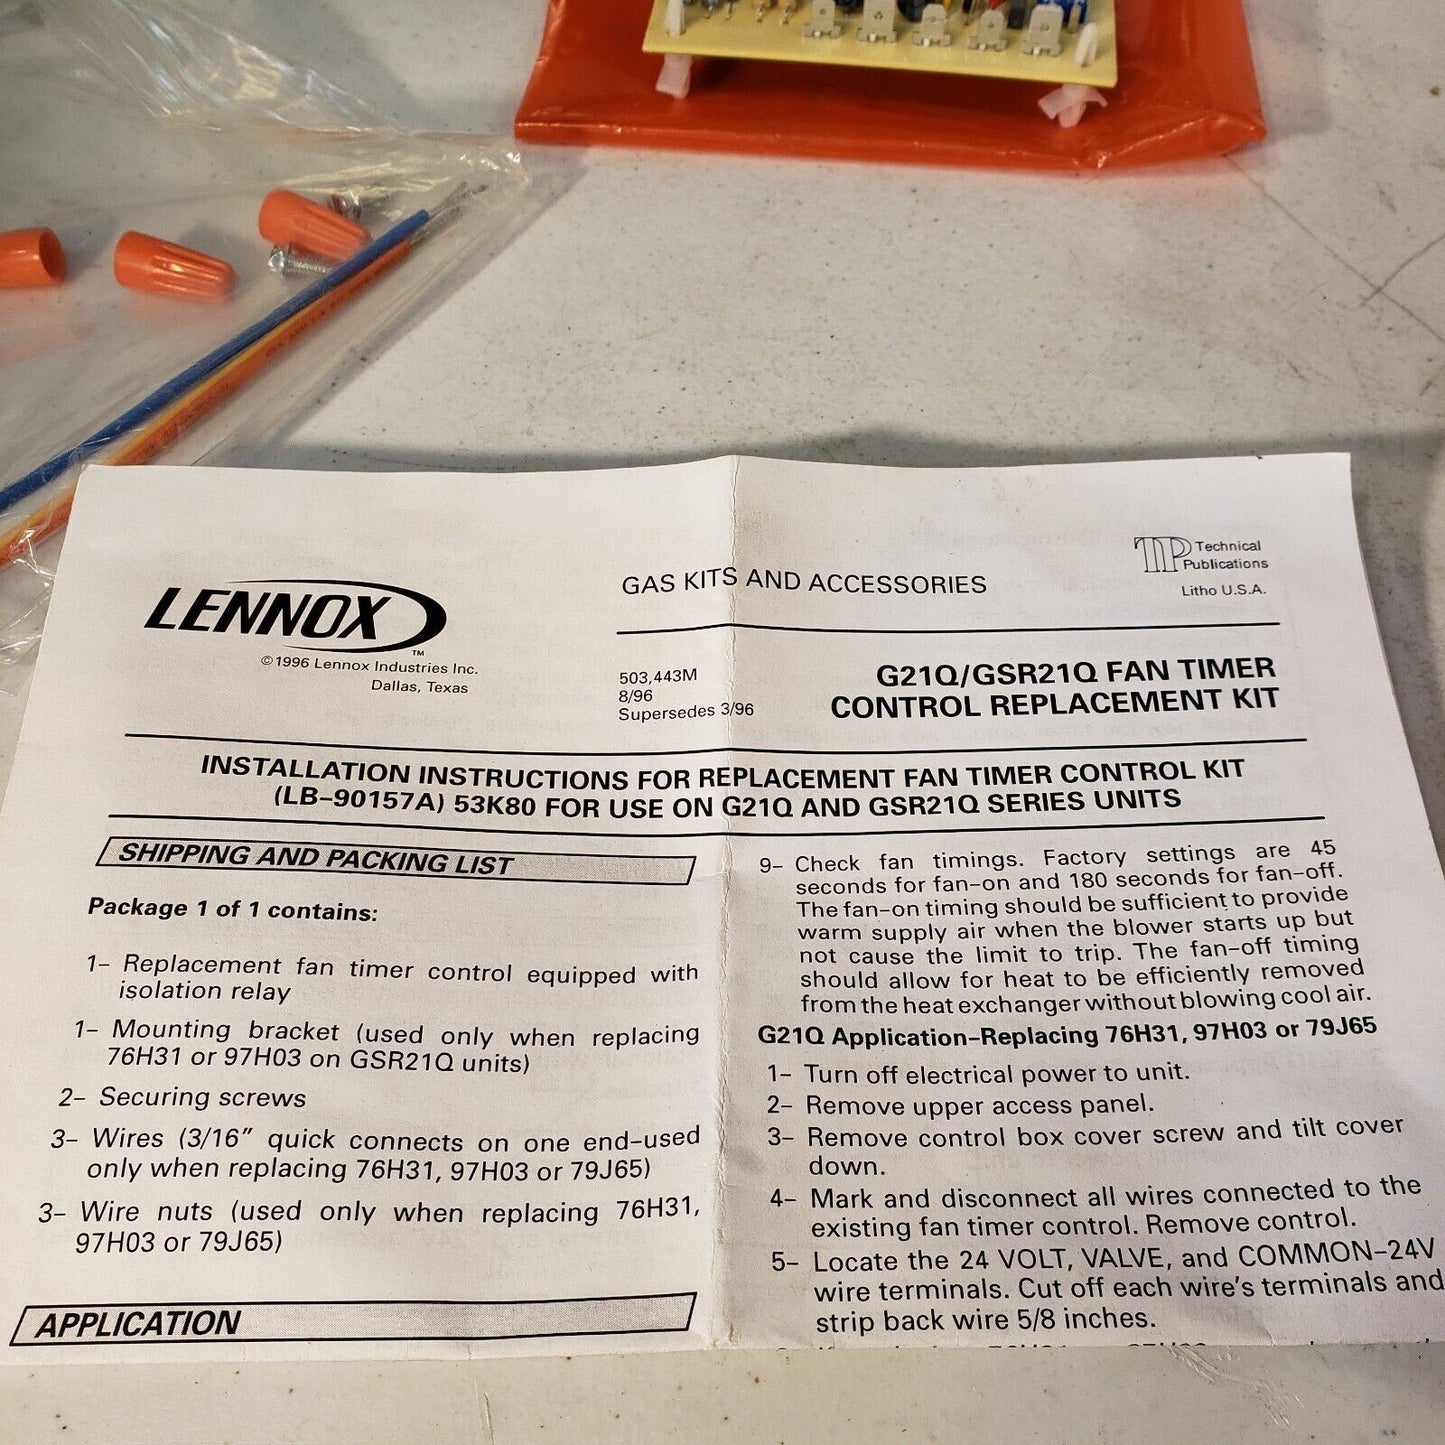 LENNOX
™
©1996 Lennox Industries Inc.
Dallas, Texas
GAS KITS AND ACCESSORIES
TP Technical
Publications
Litho U.S.A.
503,443M
8/96
Supersedes 3/96
G21Q/GSR21Q FAN TIMER
CONTROL REPLACEMENT KIT
INSTALLATION INSTRUCTIONS FOR REPLACEMENT FAN TIMER CONTROL KIT
(LB-90157A) 53K80 FOR USE ON G21Q AND GSR21Q SERIES UNITS
SHIPPING AND PACKING LIST
Package 1 of 1 contains:
1- Replacement fan timer control equipped with
isolation relay
1- Mounting bracket (used only when replacing
76H31 or 97H03 on GSR21Q units)
2- Securing screws
3- Wires (3/16" quick connects on one end-used
only when replacing 76H31, 97H03 or 79J65)
3- Wire nuts (used only when replacing 76H31,
97H03 or 79J65)
APPLICATION
9- Check fan timings. Factory settings are 45
seconds for fan-on and 180 seconds for fan-off.
The fan-on timing should be sufficient to provide
warm supply air when the blower starts up but
not cause the limit to trip. The fan-off timing
should allow for heat to be efficiently removed
from the heat exchanger without blowing cool air.
G21Q Application-Replacing 76H31, 97H03 or 79J65
1- Turn off electrical power to unit.
2- Remove upper access panel.
3- Remove control box cover screw and tilt cover
down.
4- Mark and disconnect all wires connected to the
existing fan timer control. Remove control.
5- Locate the 24 VOLT, VALVE, and COMMON-24V
wire terminals. Cut off each wire's terminals and
strip back wire 5/8 inches.